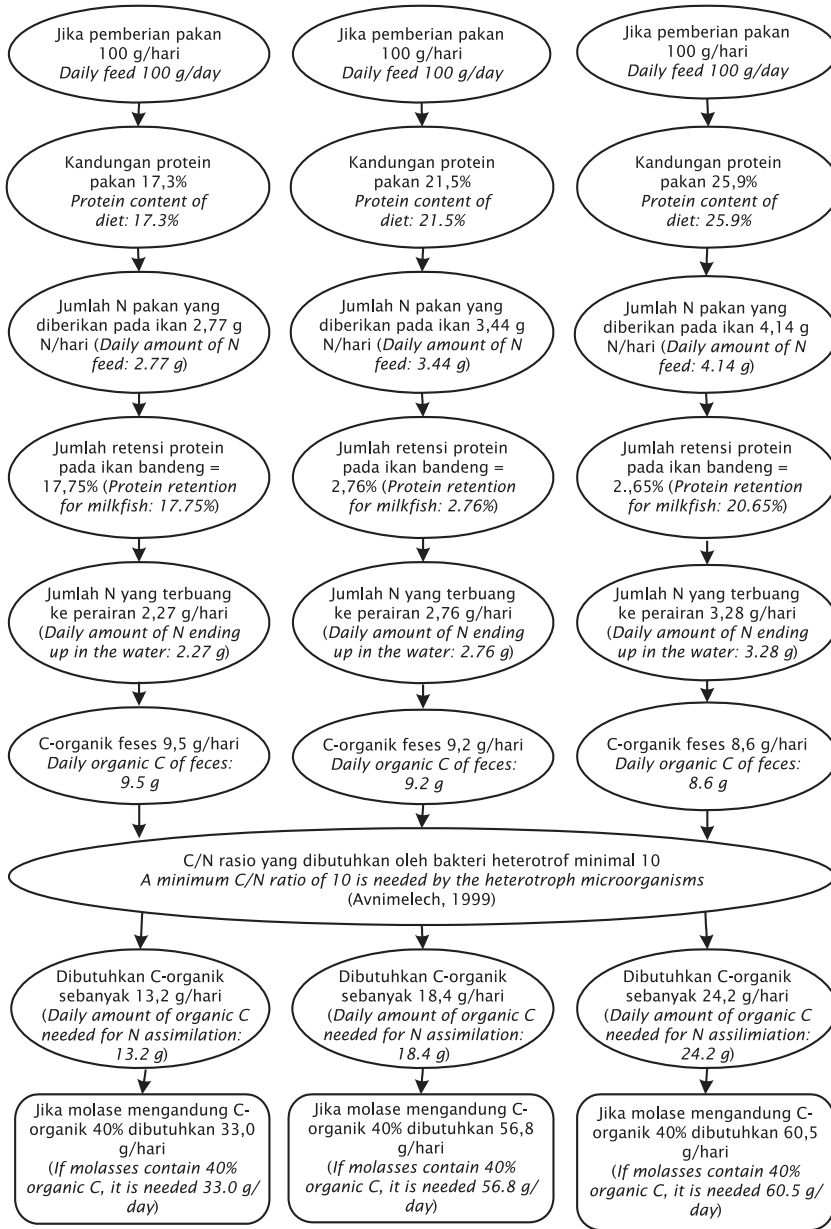 Jika pemberian pakan
100 g/hari
Daily feed 100 g/day
Kandungan protein
pakan 17,3%
Protein content of
diet: 17.3%
Jumlah N pakan yang
diberikan pada ikan 2,77 g
N/hari (Daily amount of N
feed: 2.77 g)
Jumlah retensi protein
pada ikan bandeng =
17,75% (Protein retention
for milkfish: 17.75%)
Jumlah N yang terbuang
ke perairan 2,27 g/hari
(Daily amount of N ending
up in the water: 2.27 g)
C-organik feses 9,5 g/hari
Daily organic C of feces:
9.5 g
Jika pemberian pakan
100 g/hari
Daily feed 100 g/day
Kandungan protein
pakan 21,5%
Protein content of
diet: 21.5%
Jumlah N pakan yang
diberikan pada ikan 3,44 g
N/hari (Daily amount of N
feed: 3.44 g)
Jumlah retensi protein
pada ikan bandeng =
2,76% (Protein retention
for milkfish: 2.76%)
Jumlah N yang terbuang
ke perairan 2,76 g/hari
(Daily amount of N ending
up in the water: 2.76 g)
C-organik feses 9,2 g/hari
Daily organic C of feces:
9.2 g
Jika pemberian pakan
100 g/hari
Daily feed 100 g/day
Kandungan protein
pakan 25,9%
Protein content of
diet: 25.9%
Jumlah N pakan yang
diberikan pada ikan 4,14 g
N/hari (Daily amount of N
feed: 4.14 g)
Jumlah retensi protein
pada ikan bandeng =
2.,65% (Protein retention
for milkfish: 20.65%)
Jumlah N yang terbuang
ke perairan 3,28 g/hari
(Daily amount of N ending
up in the water: 3.28 g)
C-organik feses 8,6 g/hari
Daily organic C of feces:
8.6 g
C/N rasio yang dibutuhkan oleh bakteri heterotrof minimal 10
A minimum C/N ratio of 10 is needed by the heterotroph microorganisms
(Avnimelech, 1999)
Dibutuhkan C-organik
sebanyak 13,2 g/hari
(Daily amount of organic C
needed for N assimilation:
13.2 g)
Jika molase mengandung C-
organik 40% dibutuhkan 33,0
g/hari
(If molasses contain 40%
organic C, it is needed 33.0 g/
day)
Dibutuhkan C-organik
sebanyak 18,4 g/hari
(Daily amount of organic C
needed for N assimilation:
18.4 g)
Jika molase mengandung C-
organik 40% dibutuhkan 56,8
g/hari
(If molasses contain 40%
organic C, it is needed 56.8 g/
day)
Dibutuhkan C-organik
sebanyak 24,2 g/hari
(Daily amount of organic C
needed for N assilimiation:
24.2 g)
Jika molase mengandung C-
organik 40% dibutuhkan 60,5
g/hari
(If molasses contain 40%
organic C, it is needed 60.5 g/
day)